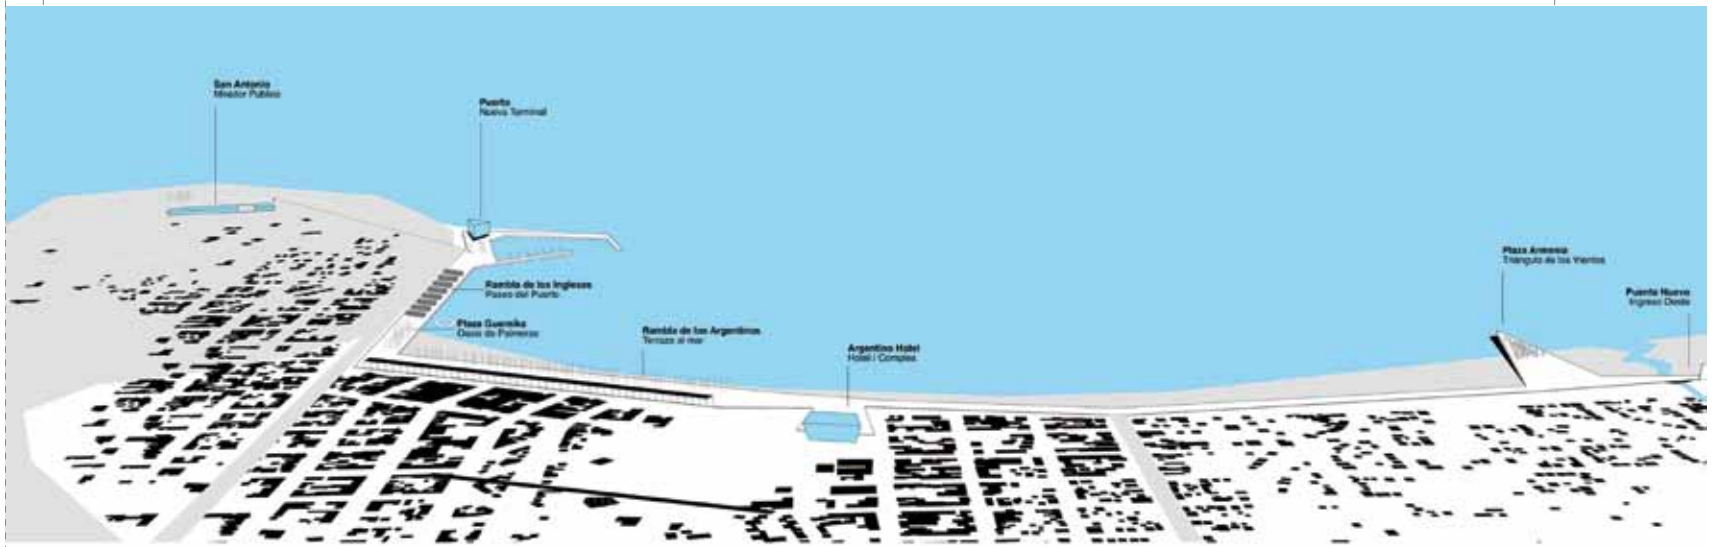 San Antonio
Mirador Publico
Puerto
Nueva Terminal
Plaza Armenia
Triangulo de los Vientos
Rambla de los Ingleses
Paseo del Puerto
Puente Nuevo
Ingreso Oeste
Plaza Guernika
Oasis de Palmeras
Rambla de los Argentinos
Terraza al mar
Argentino Hotel
Hotel / Complex